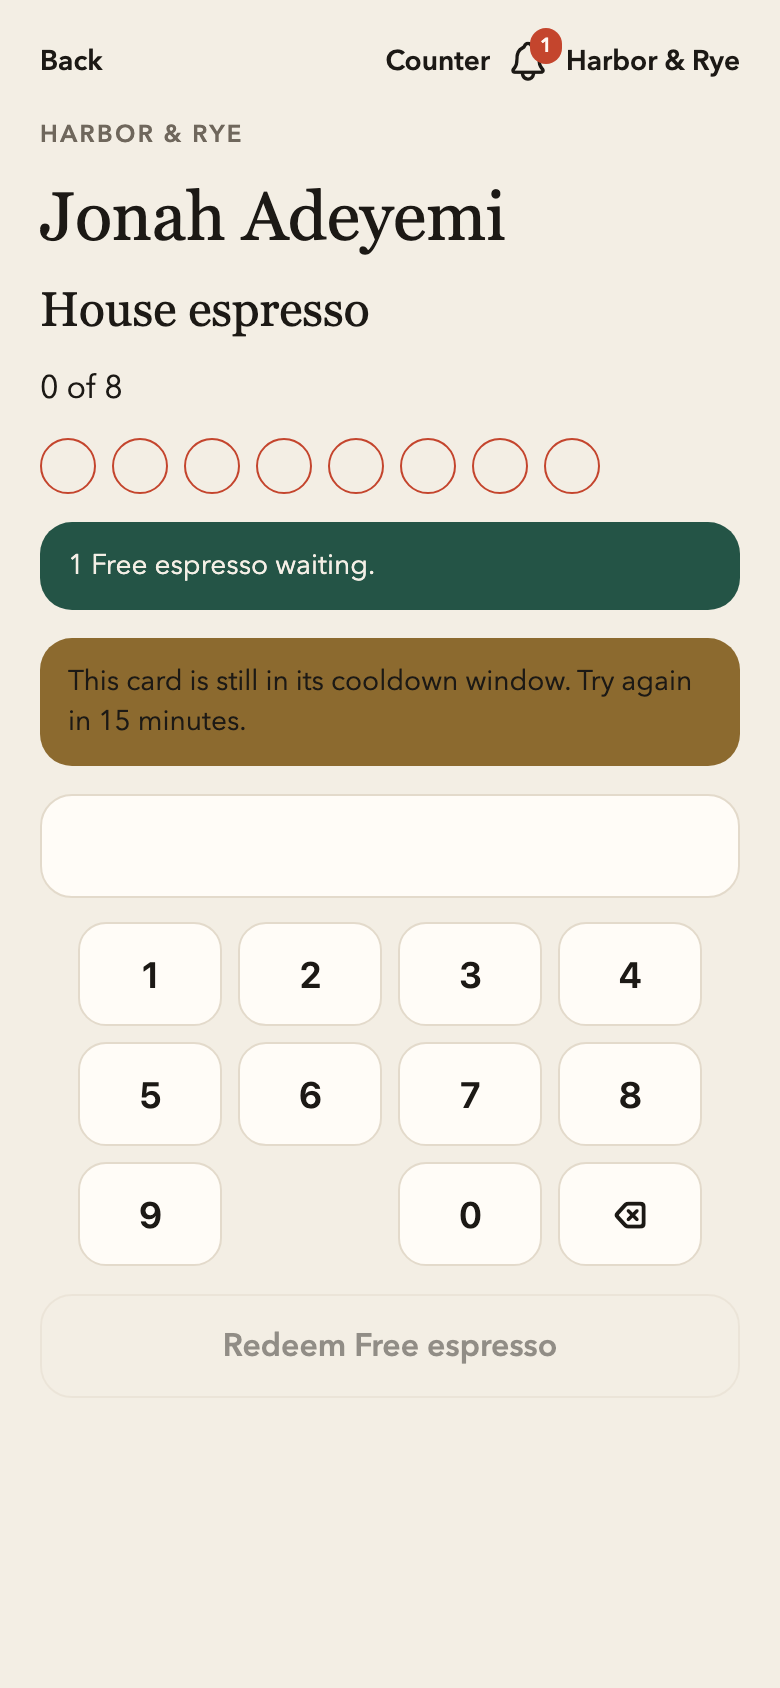 Back
Counter
1
Harbor & Rye
HARBOR & RYE
Jonah Adeyemi
House espresso
0 of 8
1 Free espresso waiting.
This card is still in its cooldown window. Try again
in 15 minutes.
1 2 3 4
5 6 7 8
9 0
Redeem Free espresso